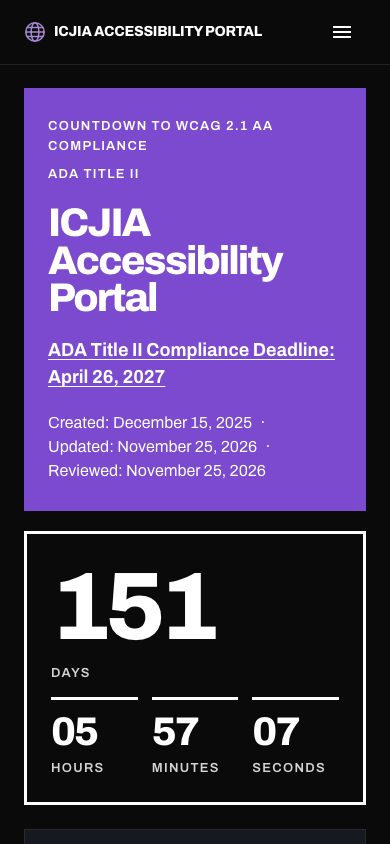 ICJIA ACCESSIBILITY PORTAL
COUNTDOWN TO WCAG 2.1 AA
COMPLIANCE
ADA TITLE II
ICJIA
Accessibility
Portal
ADA Title II Compliance Deadline:
April 26, 2027
Created: December 15, 2025 ·
Updated: November 25, 2026 ·
Reviewed: November 25, 2026
151
DAYS
05 57 07
HOURS MINUTES SECONDS